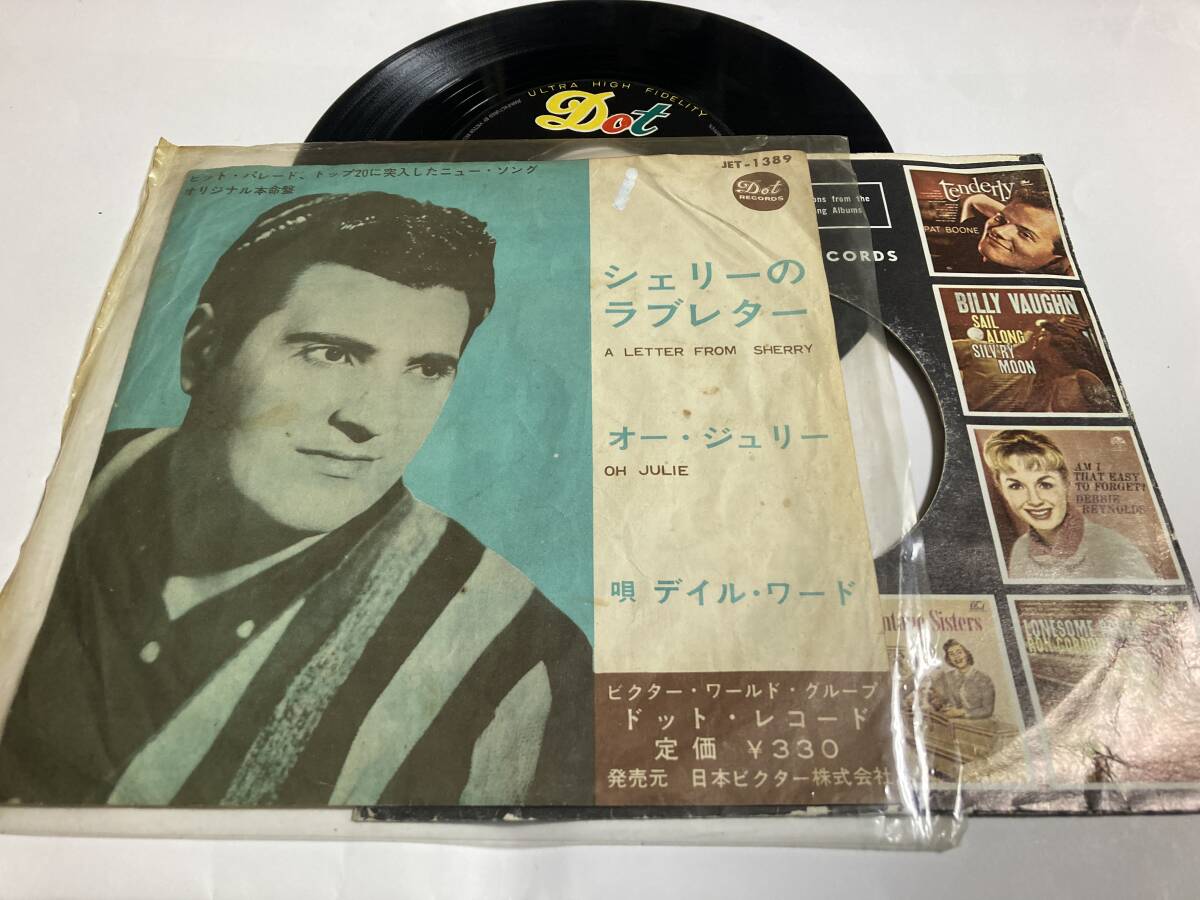 ULTRA HIGH FIDELITY
Dot
ヒット・パレード、トップ20に突入したニュー・ソング
オリジナル本命盤
JET-1389
Dot
RECORDS
シェリーの
ラブレター
A LETTER FROM SHERRY
オー・ジュリー
OH JULIE
唄 デイル・ワード
ビクター・ワールド・グループ
ドット・レコード
定価 ¥330
発売元 日本ビクター株式会社
ons from the
ng Albums
CORDS
tenderly
PAT BOONE
BILLY VAUGHN
SAIL
ALONG
SILV'RY
MOON
AM I
THAT EASY
TO FORGET?
DEBBIE
REYNOLDS
ntane Sisters
LONESOME